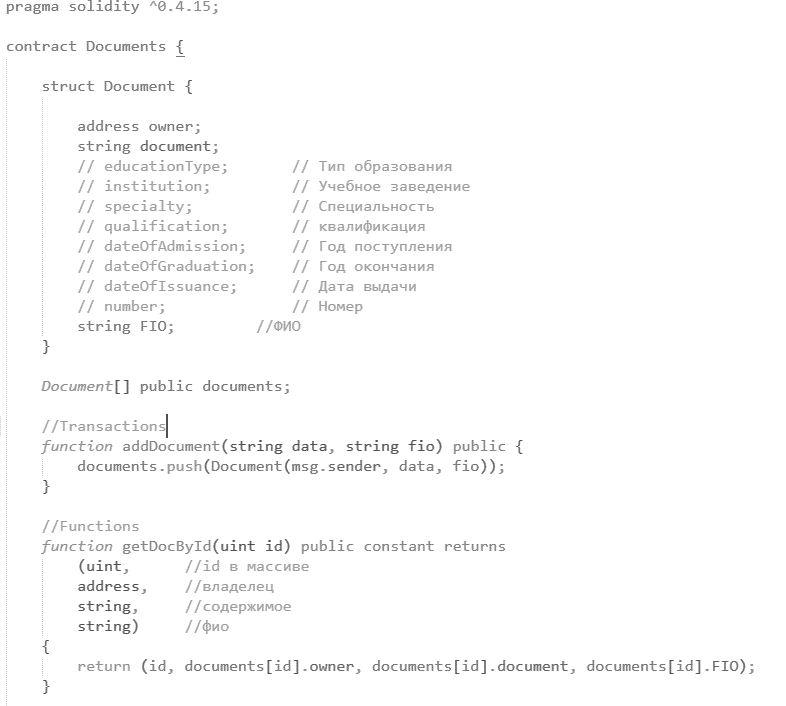 pragma solidity ^0.4.15;
contract Documents {
struct Document {
address owner;
string document;
// educationType; // Тип образования
// institution; // Учебное заведение
// specialty; // Специальность
// qualification; // квалификация
// dateOfAdmission; // Год поступления
// dateOfGraduation; // Год окончания
// dateOfIssuance; // Дата выдачи
// number; // Номер
string FIO; //ФИО
}
Document[] public documents;
//Transactions
function addDocument(string data, string fio) public {
documents.push(Document(msg.sender, data, fio));
}
//Functions
function getDocById(uint id) public constant returns
(uint, //id в массиве
address, //владелец
string, //содержимое
string) //фио
{
return (id, documents[id].owner, documents[id].document, documents[id].FIO);
}